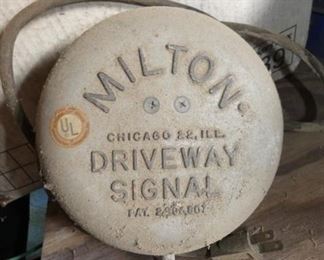 MILTON
UL
CHICAGO 22, ILL.
DRIVEWAY
SIGNAL
PAT.